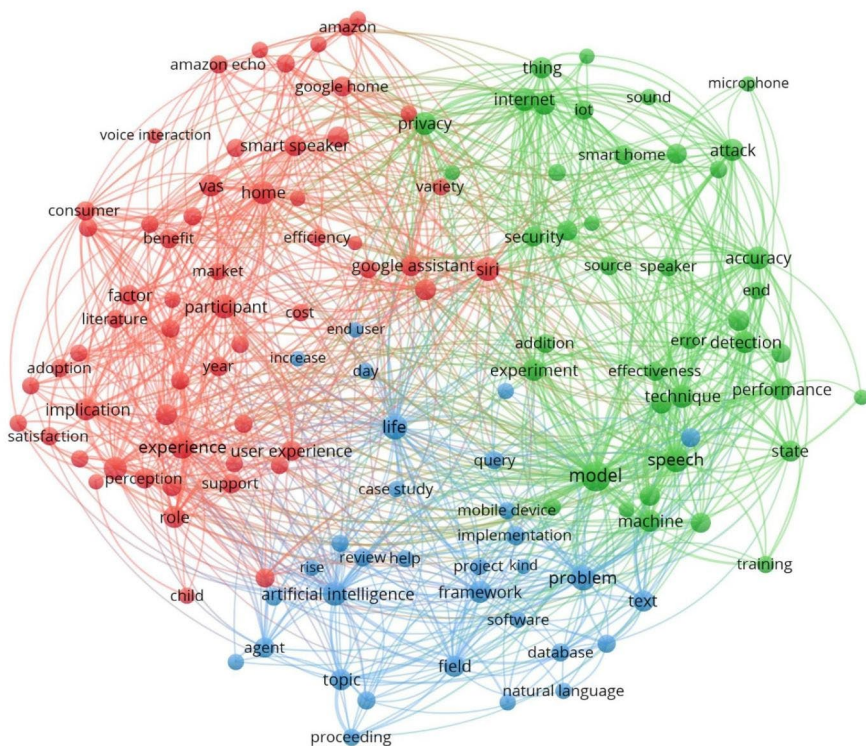 amazon
amazon echo
thing
google home
internet
microphone
sound
iot
privacy
voice interaction
smart speaker
smart home
attack
vas
home
variety
consumer
benefit
efficiency
security
market
google assistant
siri
source
speaker
accuracy
factor
end
literature
participant
cost
end user
addition
error
detection
increase
adoption
year
day
experiment
effectiveness
implication
technique
performance
life
satisfaction
experience
user experience
query
speech
state
perception
support
case study
model
role
mobile device
machine
implementation
rise
review
help
project
kind
problem
training
child
artificial intelligence
framework
text
software
agent
field
database
topic
natural language
proceeding